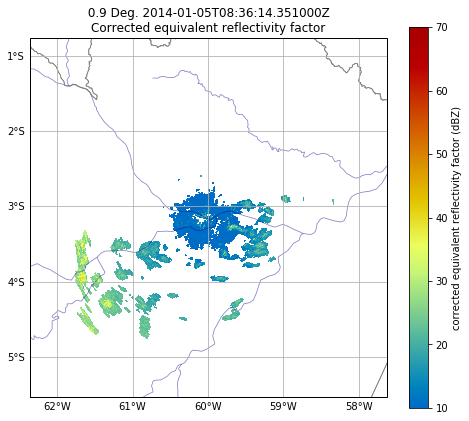 0.9 Deg. 2014-01-05T08:36:14.351000Z
Corrected equivalent reflectivity factor
1°S
2°S
3°S
4°S
5°S
62°W
61°W
60°W
59°W
58°W
70
60
50
40
30
20
10
corrected equivalent reflectivity factor (dBZ)